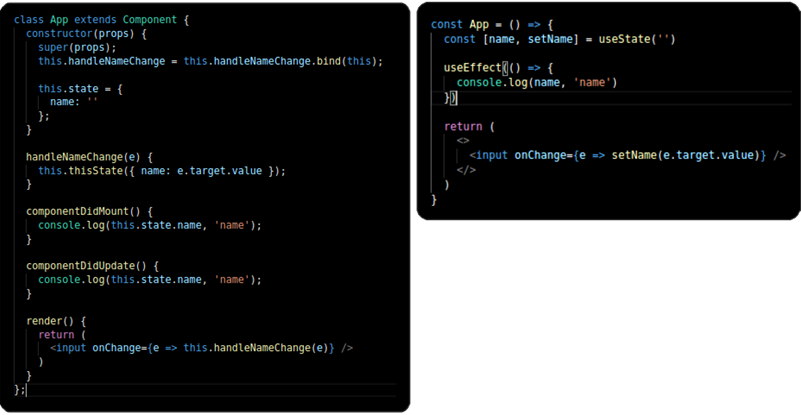 class App extends Component {
constructor(props) {
super(props);
this.handleNameChange = this.handleNameChange.bind(this);
this.state = {
name: ''
};
}
handleNameChange(e) {
this.thisState({ name: e.target.value });
}
componentDidMount() {
console.log(this.state.name, 'name');
}
componentDidUpdate() {
console.log(this.state.name, 'name');
}
render() {
return (
<input onChange={e => this.handleNameChange(e)} />
)
}
};
const App = () => {
const [name, setName] = useState('')
useEffect(() => {
console.log(name, 'name')
})
return (
<>
<input onChange={e => setName(e.target.value)} />
</>
)
}